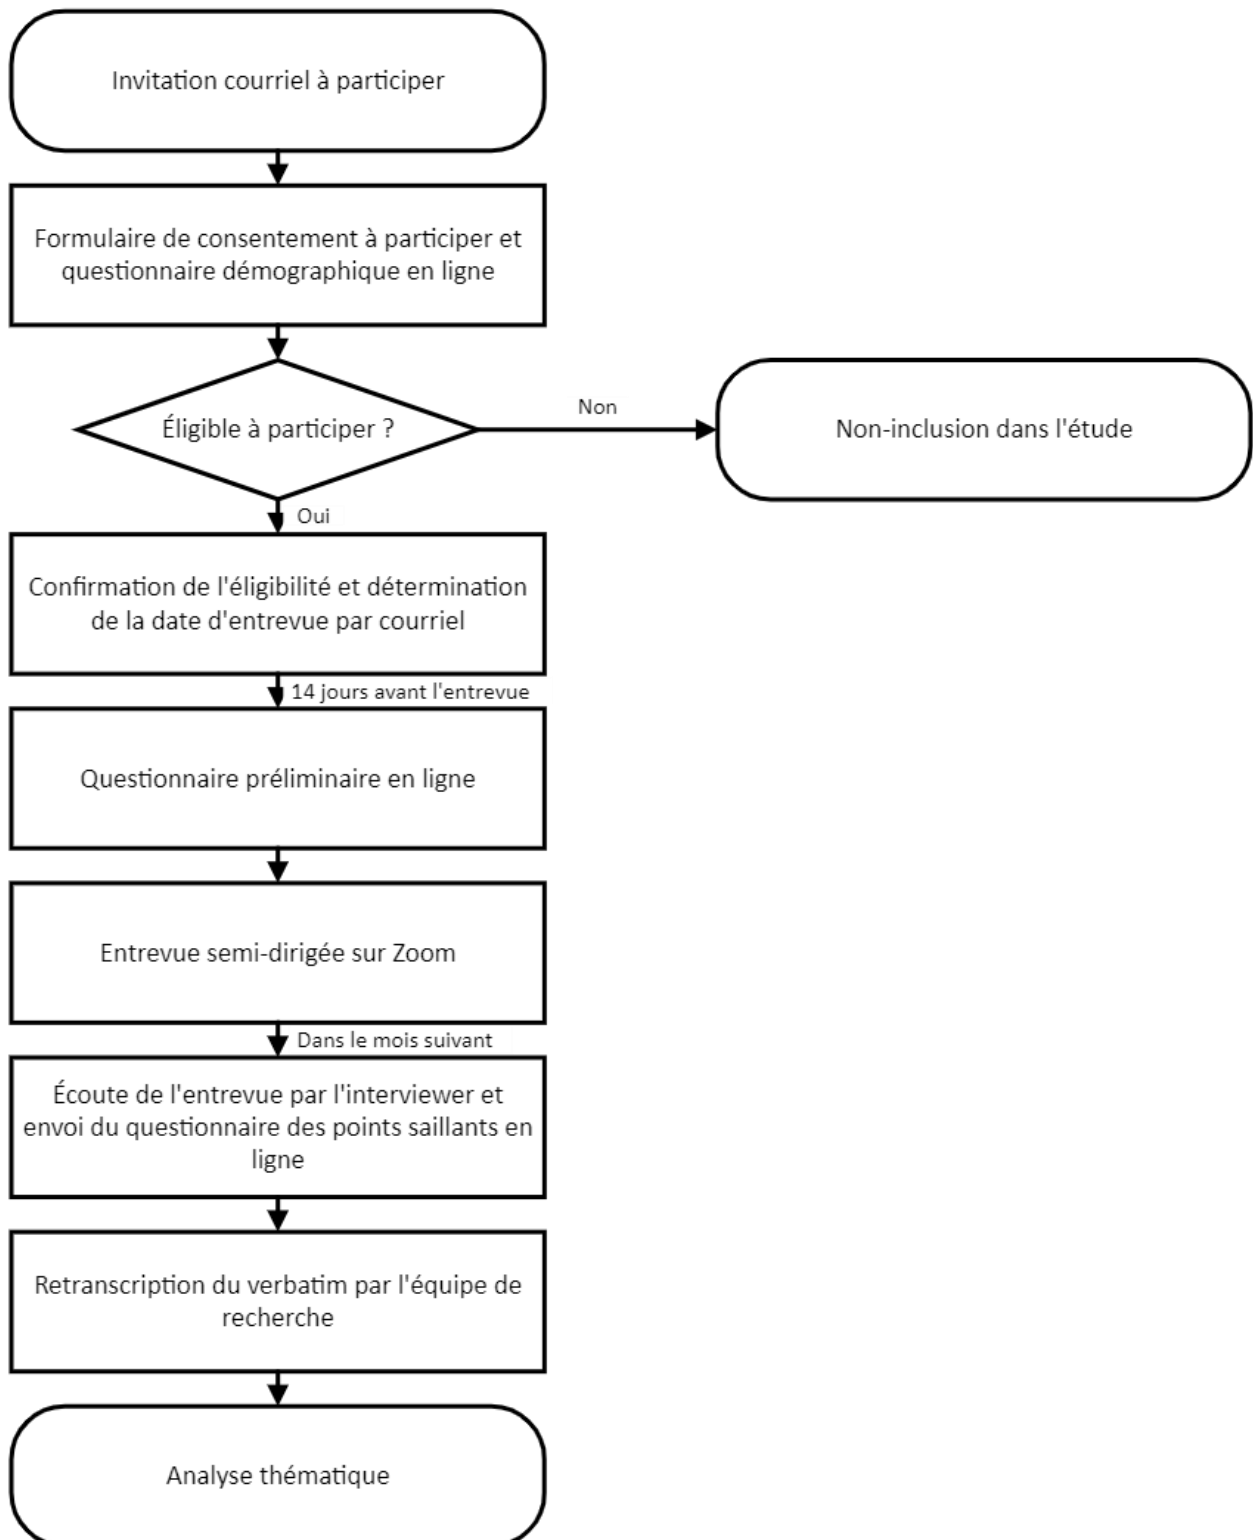 Invitation courriel à participer
Formulaire de consentement à participer et
questionnaire démographique en ligne
Éligible à participer ?
Non
Non-inclusion dans l'étude
Oui
Confirmation de l'éligibilité et détermination
de la date d'entrevue par courriel
14 jours avant l'entrevue
Questionnaire préliminaire en ligne
Entrevue semi-dirigée sur Zoom
Dans le mois suivant
Écoute de l'entrevue par l'interviewer et
envoi du questionnaire des points saillants en
ligne
Retranscription du verbatim par l'équipe de
recherche
Analyse thématique